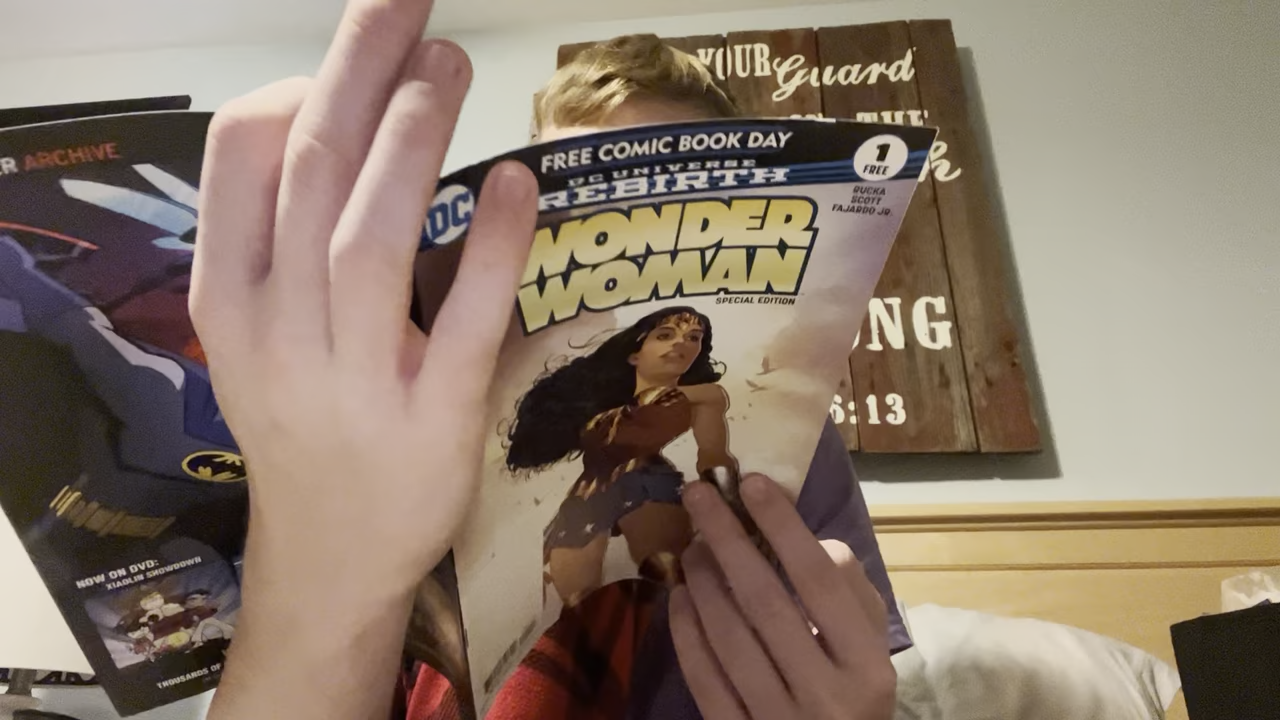 YOUR Guard
THE
NG
6:13
FREE COMIC BOOK DAY
DC UNIVERSE
REBIRTH
DC
1
FREE
RUCKA
SCOTT
FAJARDO JR.
WONDER
WOMAN
SPECIAL EDITION
ARCHIVE
NOW ON DVD:
XIAOLIN SHOWDOWN
THOUSANDS OF